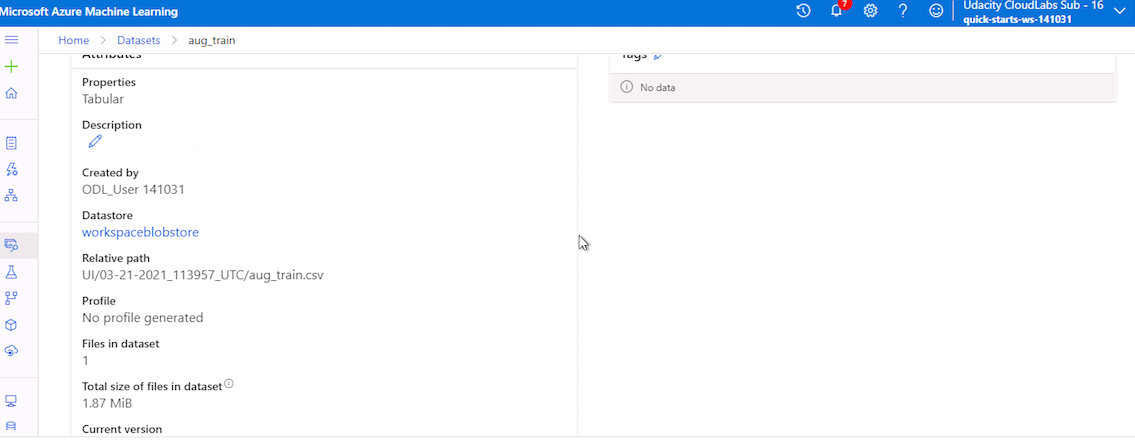 Microsoft Azure Machine Learning
7
Udacity CloudLabs Sub - 16
quick-starts-ws-141031
Home > Datasets > aug_train
Attributes
Tags
Properties
Tabular
No data
Description
Created by
ODL_User 141031
Datastore
workspaceblobstore
Relative path
UI/03-21-2021_113957_UTC/aug_train.csv
Profile
No profile generated
Files in dataset
1
Total size of files in dataset
1.87 MiB
Current version